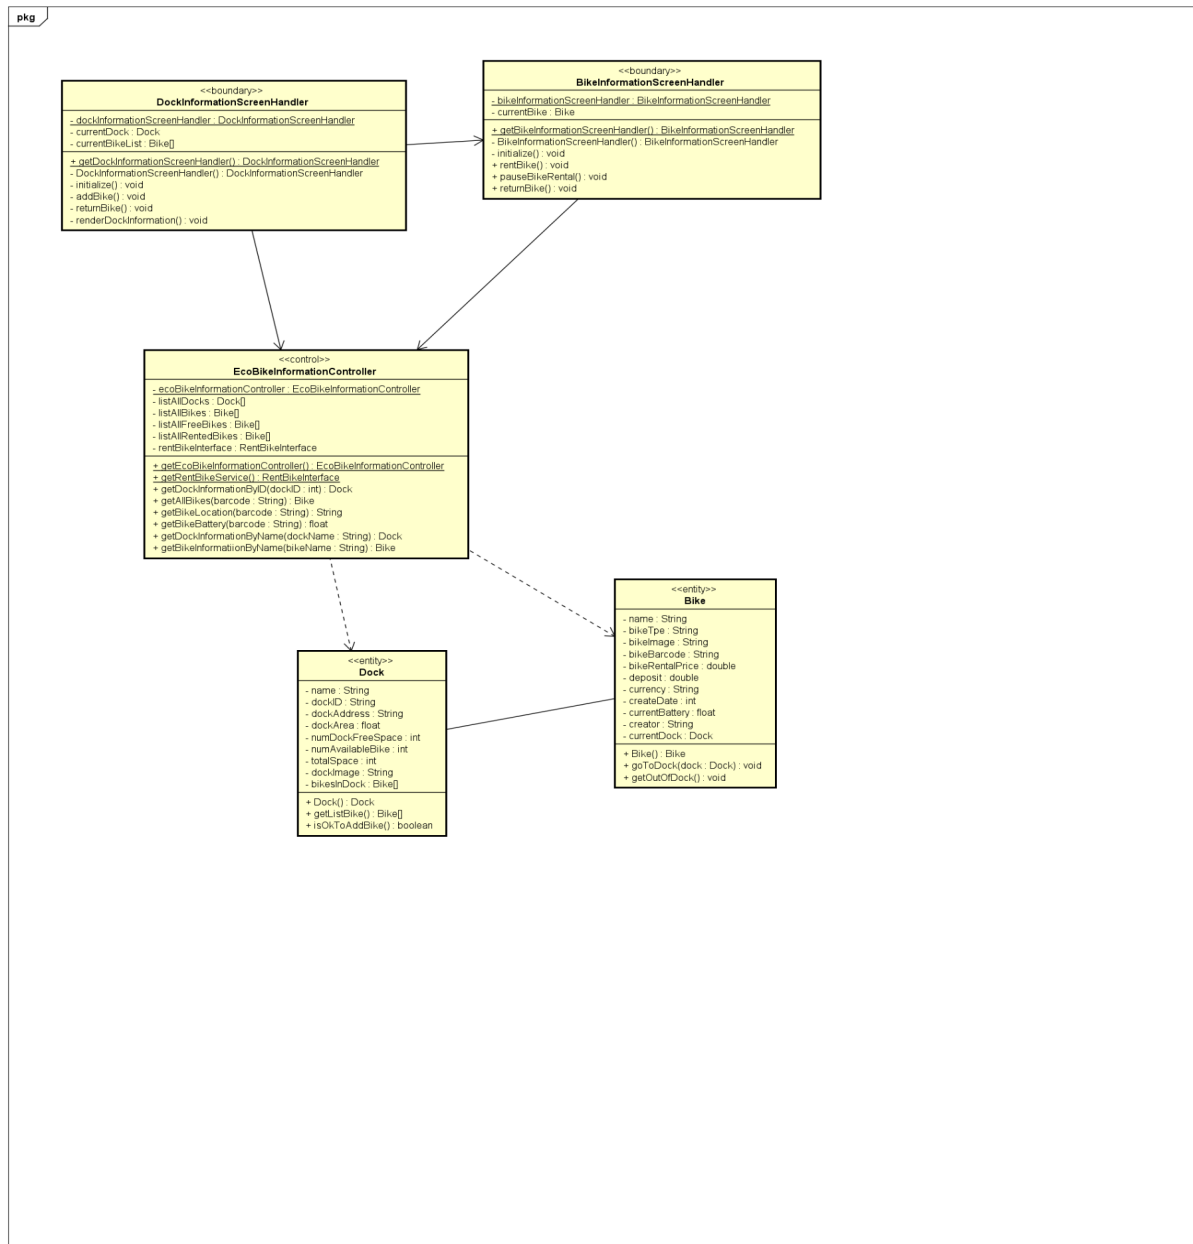 pkg
<<boundary>>
DockInformationScreenHandler
- dockInformationScreenHandler : DockInformationScreenHandler
- currentDock : Dock
- currentBikeList : Bike[]
+ getDockInformationScreenHandler() : DockInformationScreenHandler
- DockInformationScreenHandler() : DockInformationScreenHandler
- initialize() : void
- addBike() : void
- returnBike() : void
- renderDockInformation() : void
<<boundary>>
BikeInformationScreenHandler
- bikeInformationScreenHandler : BikeInformationScreenHandler
- currentBike : Bike
+ getBikeInformationScreenHandler() : BikeInformationScreenHandler
- BikeInformationScreenHandler() : BikeInformationScreenHandler
- initialize() : void
+ rentBike() : void
+ pauseBikeRental() : void
+ returnBike() : void
<<control>>
EcoBikeInformationController
- ecoBikeInformationController : EcoBikeInformationController
- listAllDocks : Dock[]
- listAllBikes : Bike[]
- listAllFreeBikes : Bike[]
- listAllRentedBikes : Bike[]
- rentBikeInterface : RentBikeInterface
+ getEcoBikeInformationController() : EcoBikeInformationController
+ getRentBikeService() : RentBikeInterface
+ getDockInformationByID(dockID : int) : Dock
+ getAllBikes(barcode : String) : Bike
+ getBikeLocation(barcode : String) : String
+ getBikeBattery(barcode : String) : float
+ getDockInformationByName(dockName : String) : Dock
+ getBikeInformatiionByName(bikeName : String) : Bike
<<entity>>
Bike
- name : String
- bikeTpe : String
- bikeImage : String
- bikeBarcode : String
- bikeRentalPrice : double
- deposit : double
- currency : String
- createDate : int
- currentBattery : float
- creator : String
- currentDock : Dock
+ Bike() : Bike
+ goToDock(dock : Dock) : void
+ getOutOfDock() : void
<<entity>>
Dock
- name : String
- dockID : String
- dockAddress : String
- dockArea : float
- numDockFreeSpace : int
- numAvailableBike : int
- totalSpace : int
- dockImage : String
- bikesInDock : Bike[]
+ Dock() : Dock
+ getListBike() : Bike[]
+ isOkToAddBike() : boolean